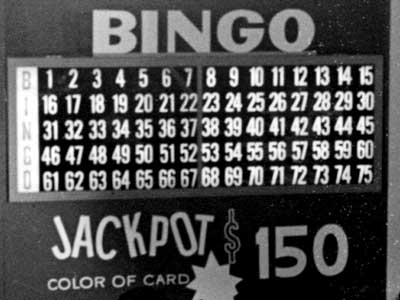 BINGO
B 1 2 3 4 5 6 7 8 9 10 11 12 13 14 15
I 16 17 18 19 20 21 22 23 24 25 26 27 28 29 30
N 31 32 33 34 35 36 37 38 39 40 41 42 43 44 45
G 46 47 48 49 50 51 52 53 54 55 56 57 58 59 60
O 61 62 63 64 65 66 67 68 69 70 71 72 73 74 75
JACKPOT $ 150
COLOR OF CARD